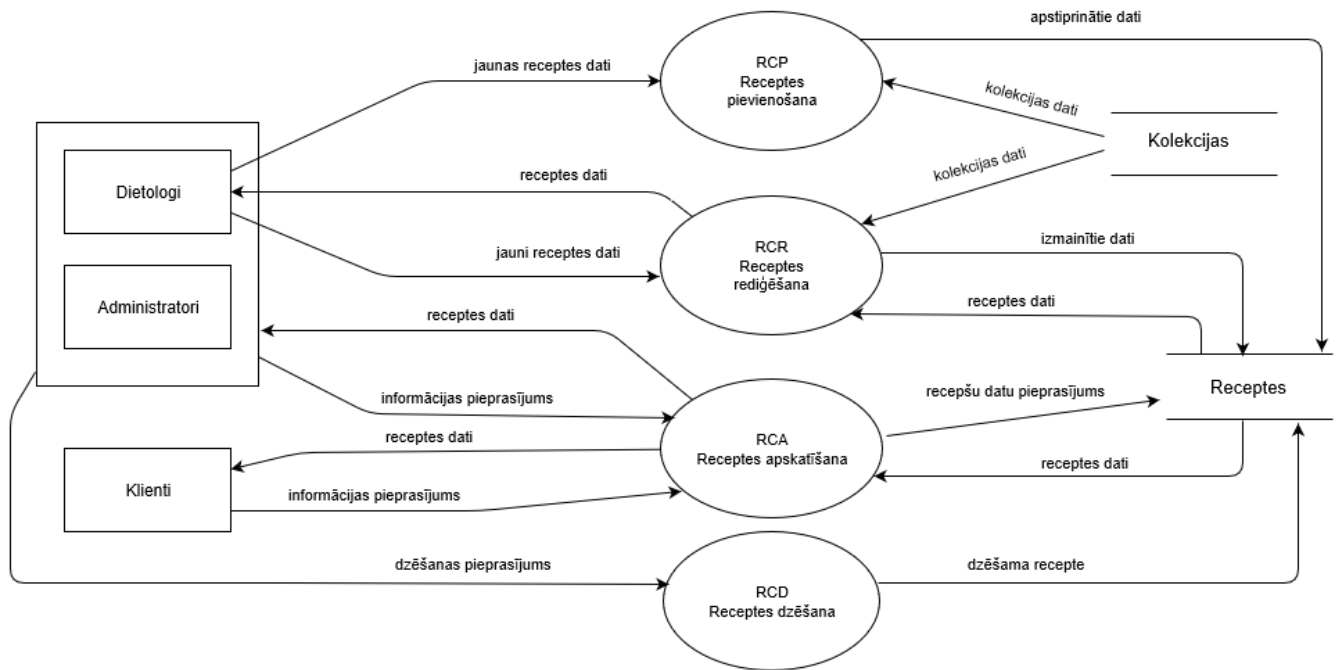 apstiprinātie dati
jaunas receptes dati
RCP
Receptes
pievienošana
kolekcijas dati
Kolekcijas
kolekcijas dati
Dietologi
receptes dati
jauni receptes dati
RCR
Receptes
rediģēšana
izmainītie dati
receptes dati
Administratori
receptes dati
informācijas pieprasījums
receptes dati
RCA
Receptes apskatīšana
recepšu datu pieprasījums
Receptes
receptes dati
Klienti
informācijas pieprasījums
dzēšanas pieprasījums
RCD
Receptes dzēšana
dzēšama recepte